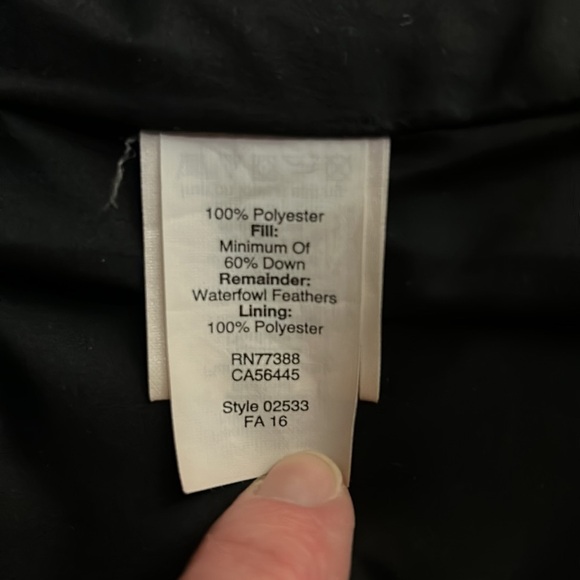 100% Polyester
Fill:
Minimum Of
60% Down
Remainder:
Waterfowl Feathers
Lining:
100% Polyester
RN77388
CA56445
Style 02533
FA 16